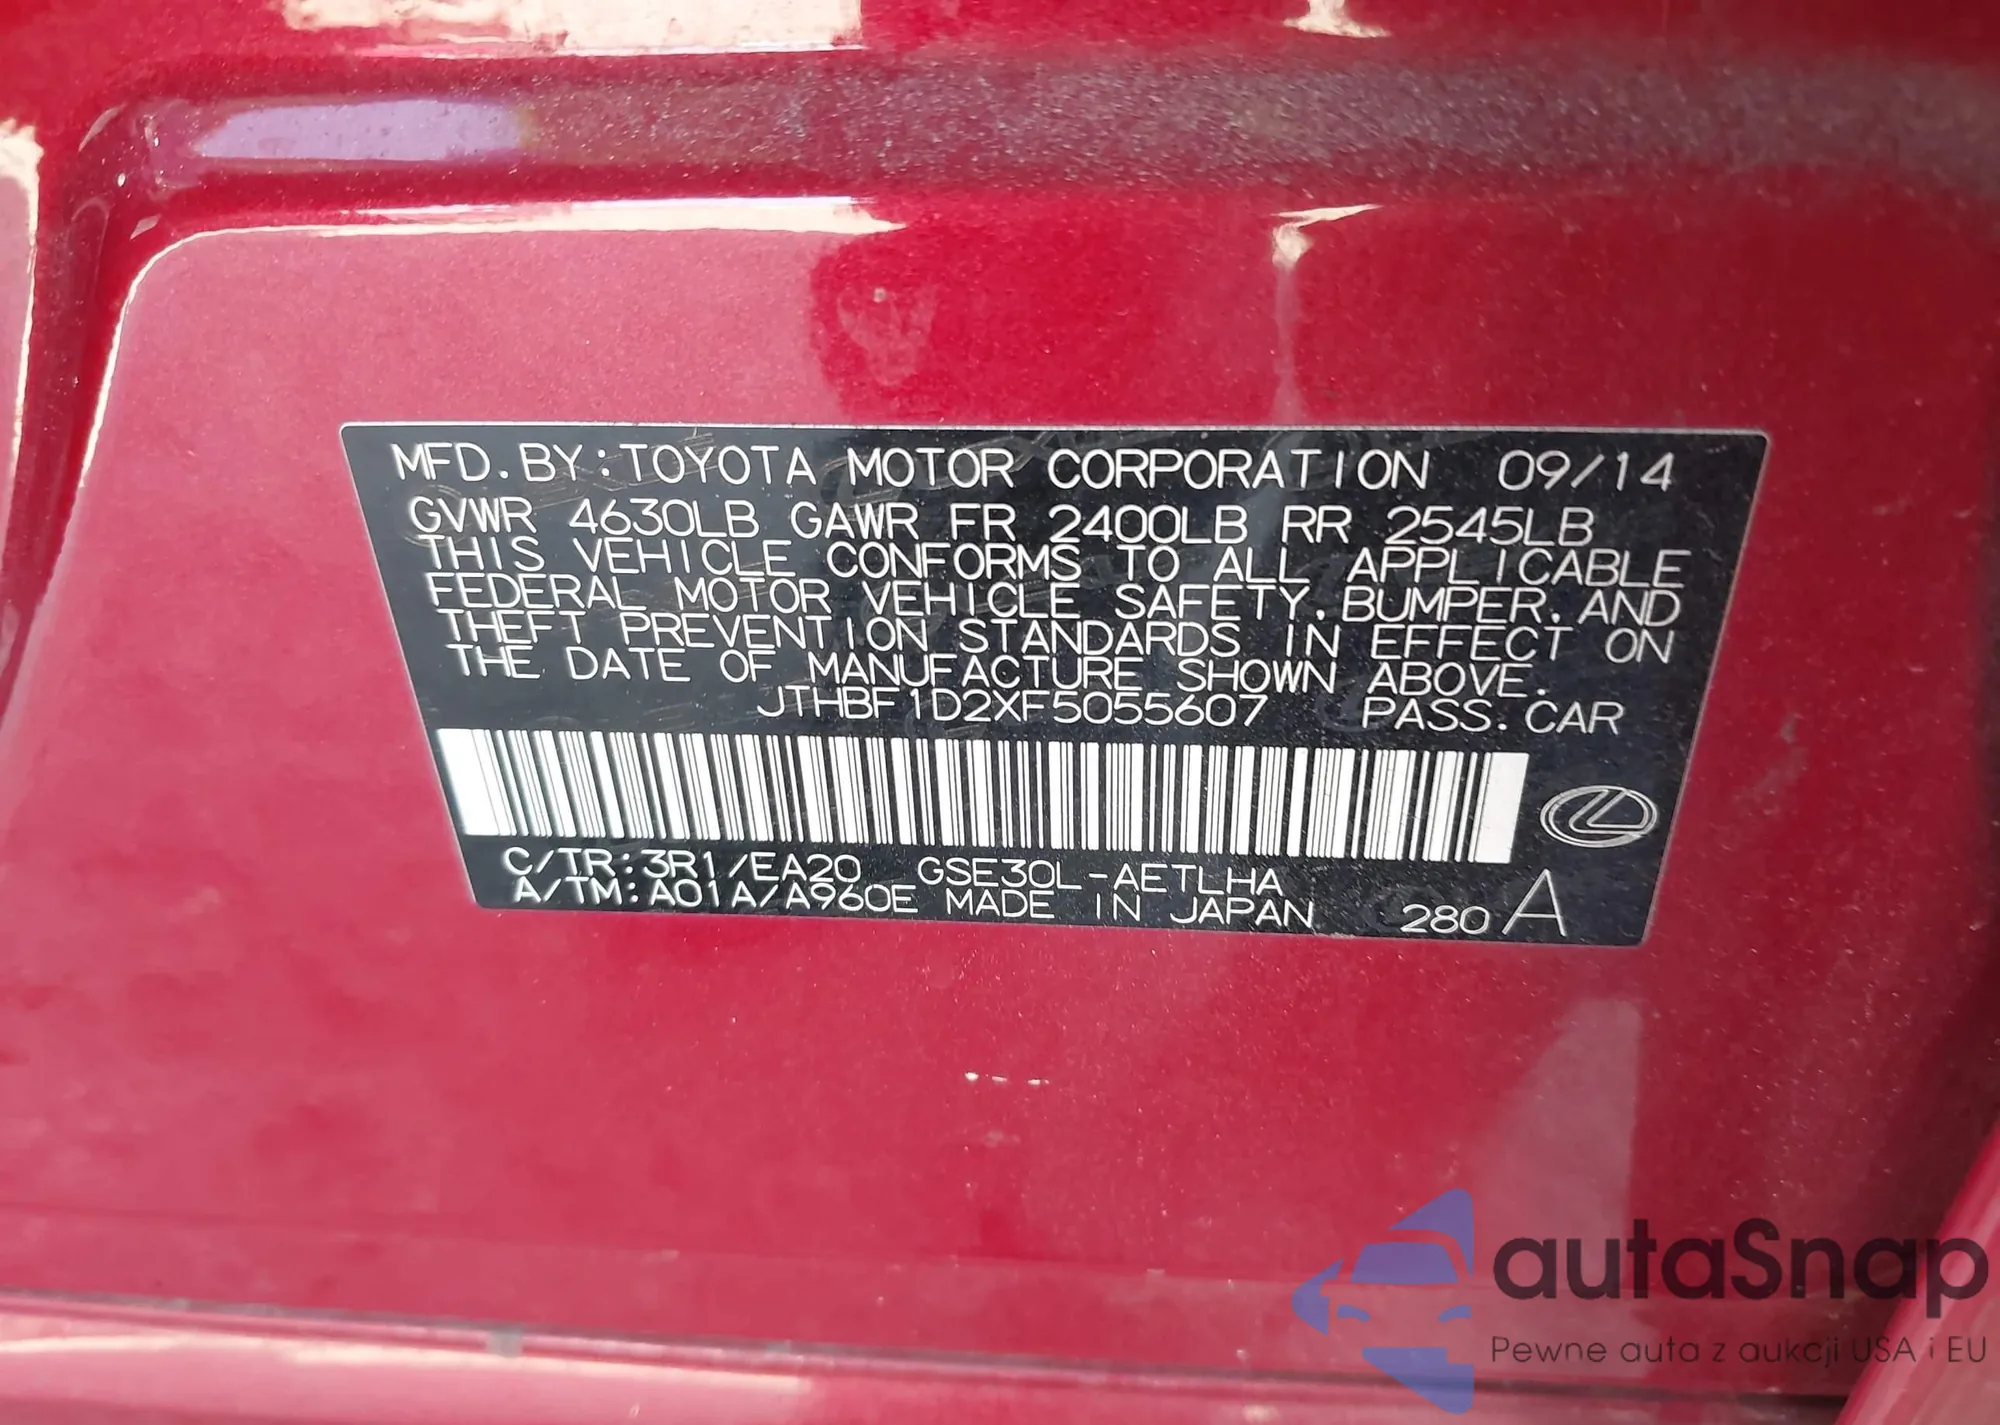 MFD.BY:TOYOTA MOTOR CORPORATION 09/14
GVWR 4630LB GAWR FR 2400LB RR 2545LB
THIS VEHICLE CONFORMS TO ALL APPLICABLE
FEDERAL MOTOR VEHICLE SAFETY, BUMPER, AND
THEFT PREVENTION STANDARDS IN EFFECT ON
THE DATE OF MANUFACTURE SHOWN ABOVE.
JTHBF1D2XF5055607 PASS.CAR
C/TR:3R1/EA20 GSE30L-AETLHA
A/TM:A01A/A960E MADE IN JAPAN 280 A
autaSnap
Pewne auta z aukcji USA i EU